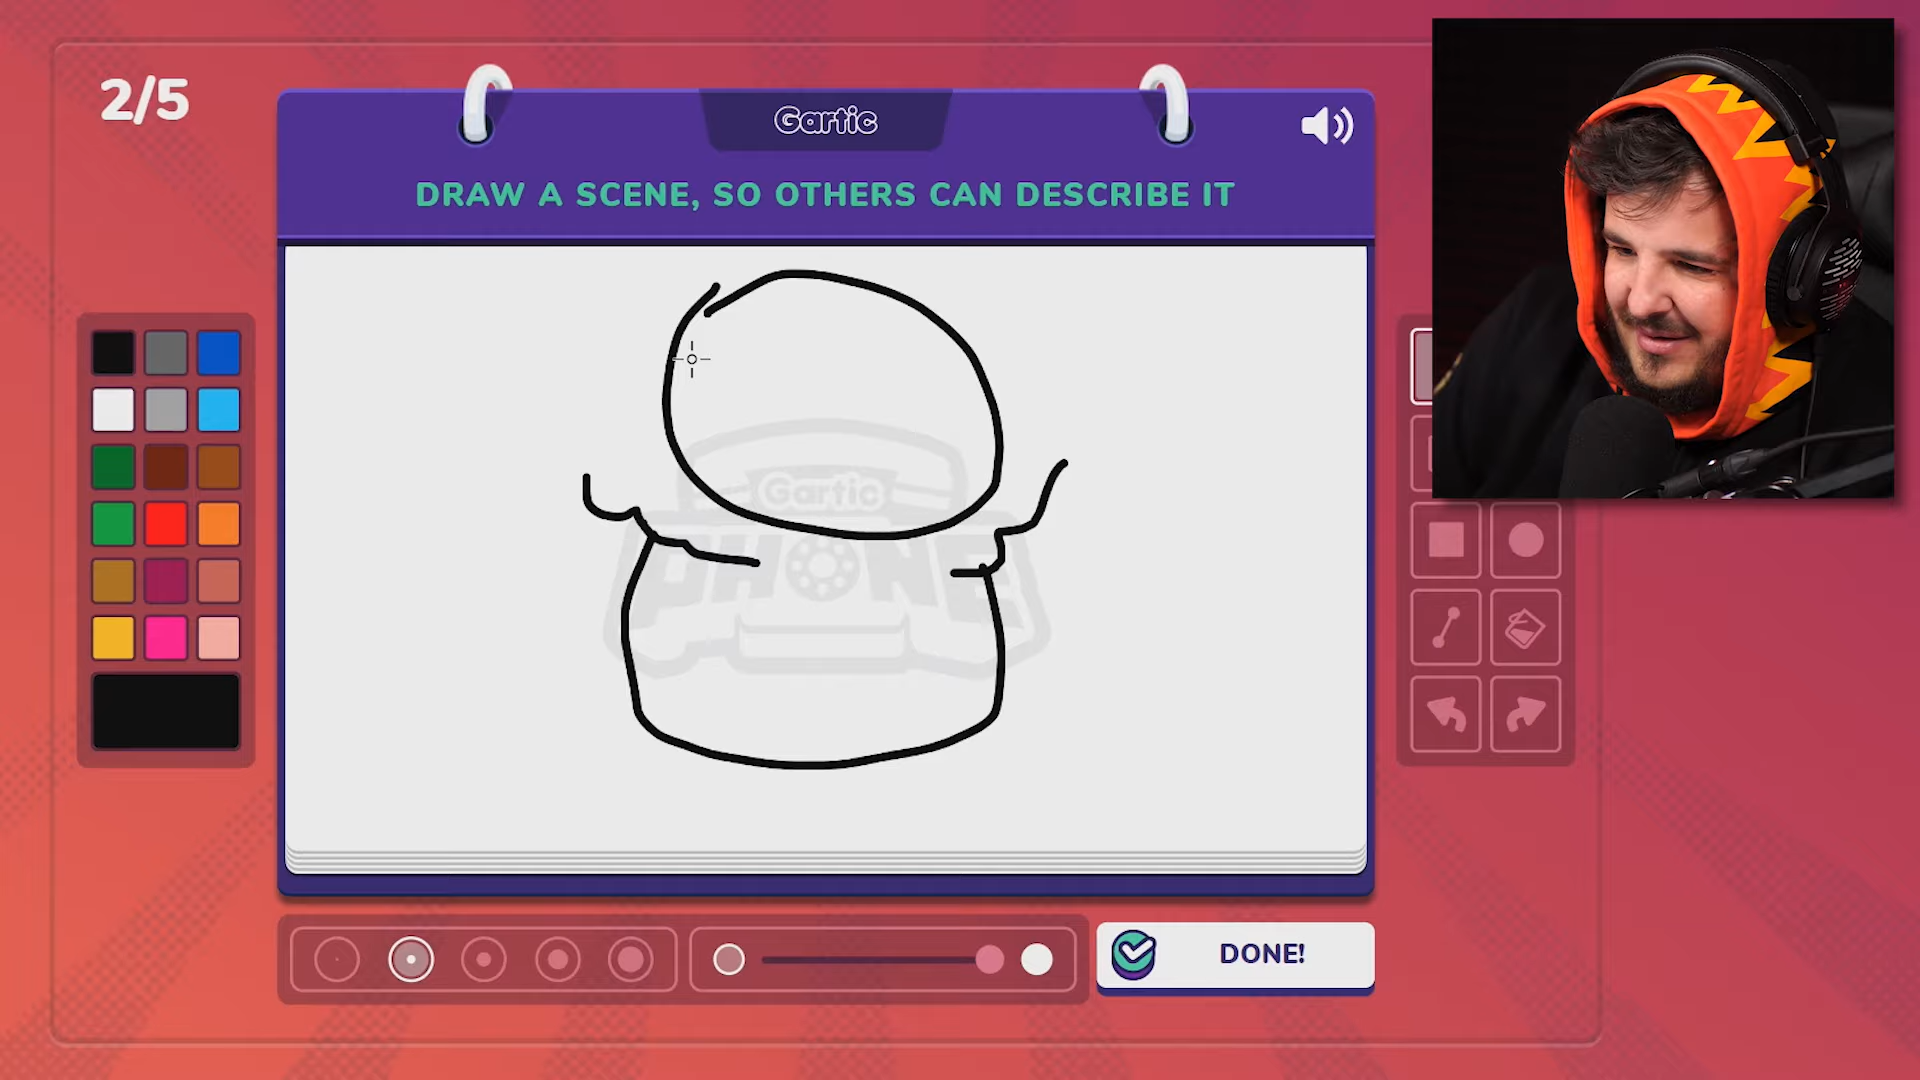 2/5
Gartic
DRAW A SCENE, SO OTHERS CAN DESCRIBE IT
Gartic
PHONE
DONE!